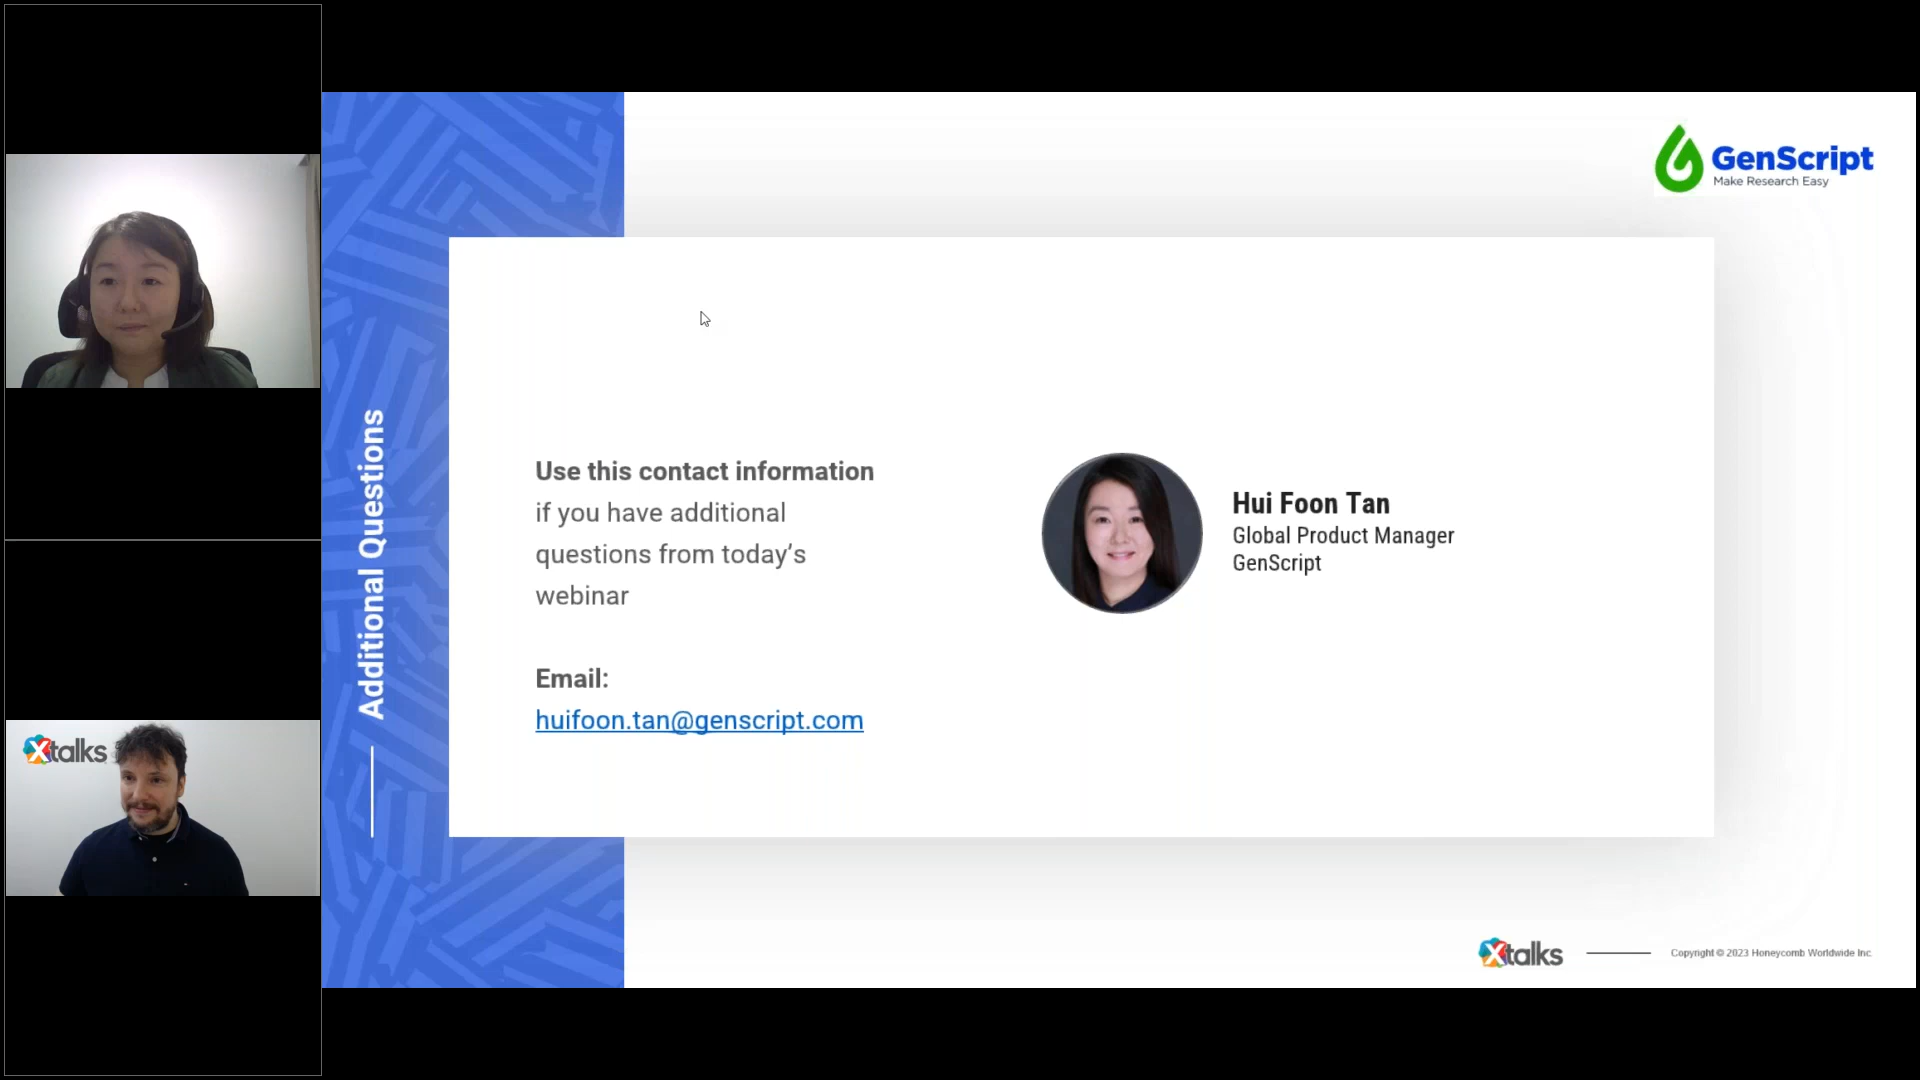 GenScript
Make Research Easy
Additional Questions
Use this contact information
if you have additional
questions from today’s
webinar
Email:
huifoon.tan@genscript.com
Hui Foon Tan
Global Product Manager
GenScript
Xtalks
Xtalks
Copyright © 2023 Honeycomb Worldwide Inc.